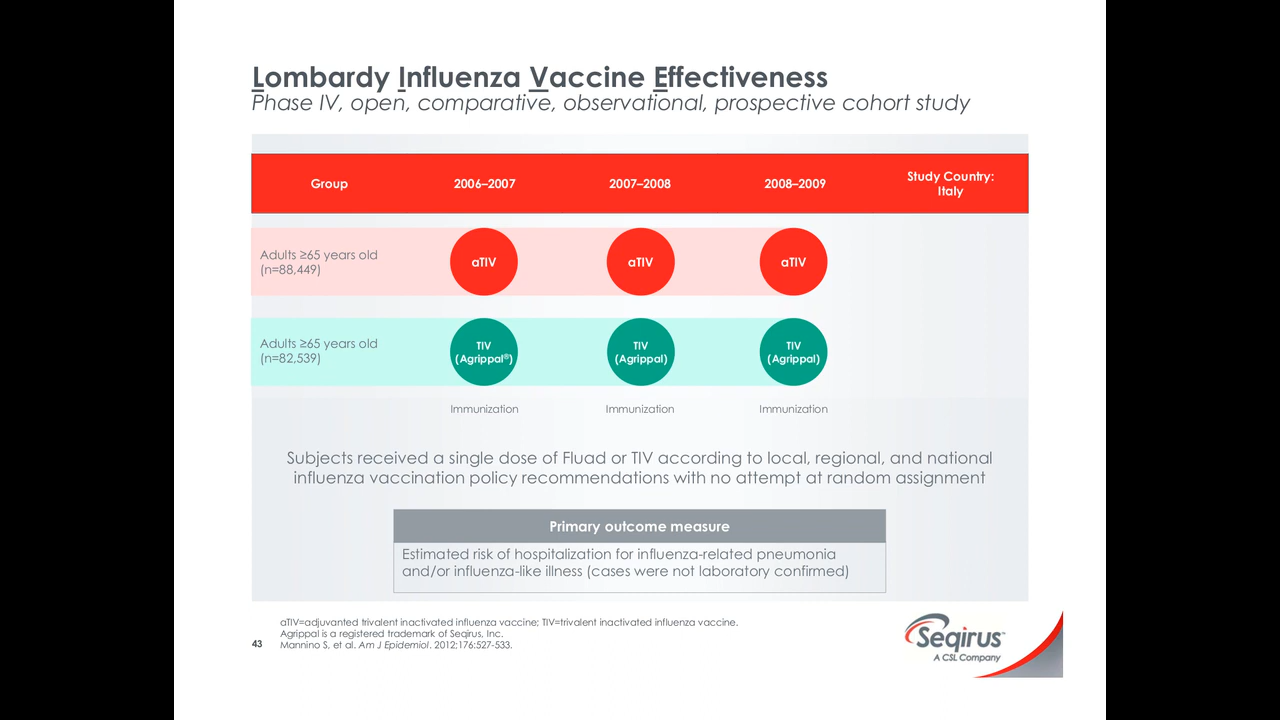 Lombardy Influenza Vaccine Effectiveness
Phase IV, open, comparative, observational, prospective cohort study
Group
2006–2007
2007–2008
2008–2009
Study Country:
Italy
Adults ≥65 years old
(n=88,449)
aTIV
aTIV
aTIV
Adults ≥65 years old
(n=82,539)
TIV
(Agrippal®)
TIV
(Agrippal)
TIV
(Agrippal)
Immunization
Immunization
Immunization
Subjects received a single dose of Fluad or TIV according to local, regional, and national
influenza vaccination policy recommendations with no attempt at random assignment
Primary outcome measure
Estimated risk of hospitalization for influenza-related pneumonia
and/or influenza-like illness (cases were not laboratory confirmed)
aTIV=adjuvanted trivalent inactivated influenza vaccine; TIV=trivalent inactivated influenza vaccine.
Agrippal is a registered trademark of Seqirus, Inc.
43
Mannino S, et al. Am J Epidemiol. 2012;176:527-533.
Seqirus™
A CSL Company